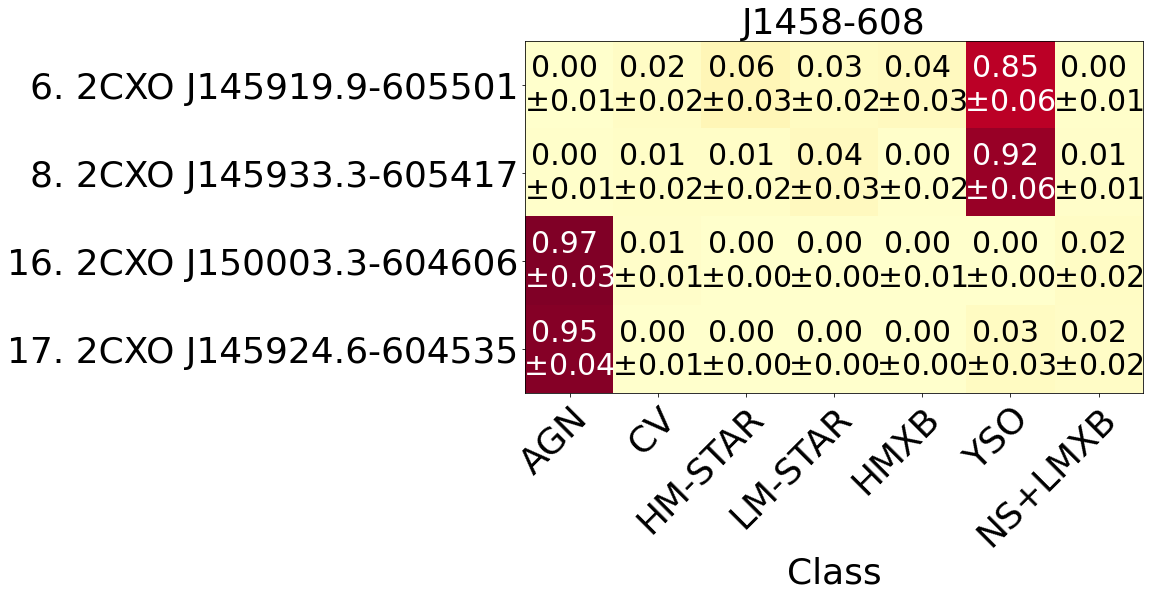 J1458-608
6. 2CXO J145919.9-605501
0.00 0.02 0.06 0.03 0.04 0.85 0.00
±0.01 ±0.02 ±0.03 ±0.02 ±0.03 ±0.06 ±0.01
8. 2CXO J145933.3-605417
0.00 0.01 0.01 0.04 0.00 0.92 0.01
±0.01 ±0.02 ±0.02 ±0.03 ±0.02 ±0.06 ±0.01
16. 2CXO J150003.3-604606
0.97 0.01 0.00 0.00 0.00 0.00 0.02
±0.03 ±0.01 ±0.00 ±0.00 ±0.01 ±0.00 ±0.02
17. 2CXO J145924.6-604535
0.95 0.00 0.00 0.00 0.00 0.03 0.02
±0.04 ±0.01 ±0.00 ±0.00 ±0.00 ±0.03 ±0.02
AGN CV HM-STAR LM-STAR HMXB YSO NS+LMXB
Class